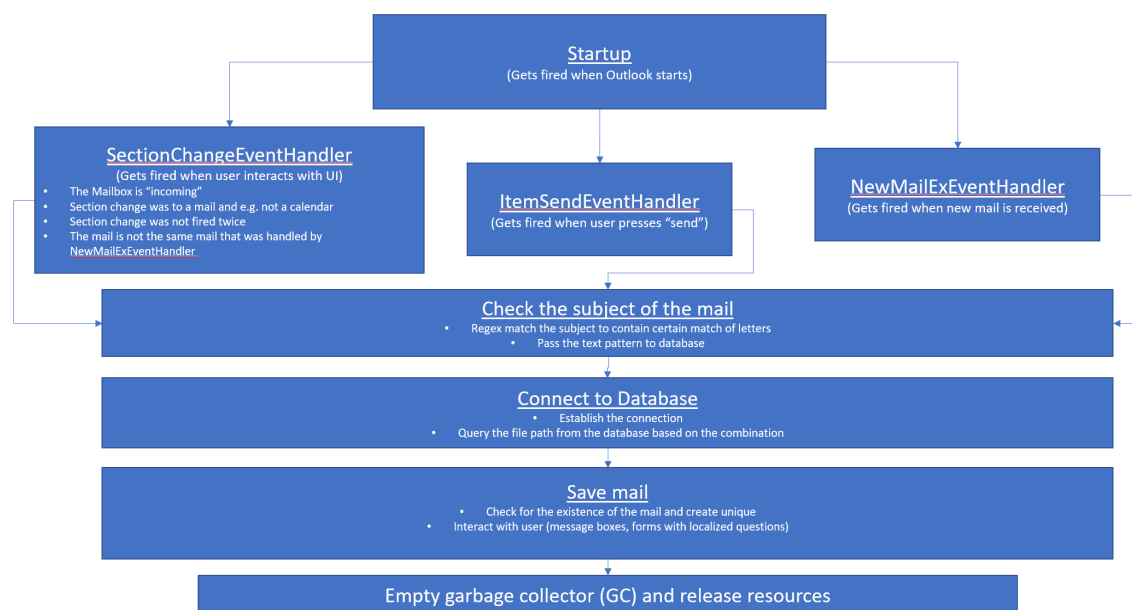 Startup
(Gets fired when Outlook starts)
SectionChangeEventHandler
(Gets fired when user interacts with UI)
• The Mailbox is “incoming”
• Section change was to a mail and e.g. not a calendar
• Section change was not fired twice
• The mail is not the same mail that was handled by
NewMailExEventHandler
ItemSendEventHandler
(Gets fired when user presses “send”)
NewMailExEventHandler
(Gets fired when new mail is received)
Check the subject of the mail
• Regex match the subject to contain certain match of letters
• Pass the text pattern to database
Connect to Database
• Establish the connection
• Query the file path from the database based on the combination
Save mail
• Check for the existence of the mail and create unique
• Interact with user (message boxes, forms with localized questions)
Empty garbage collector (GC) and release resources